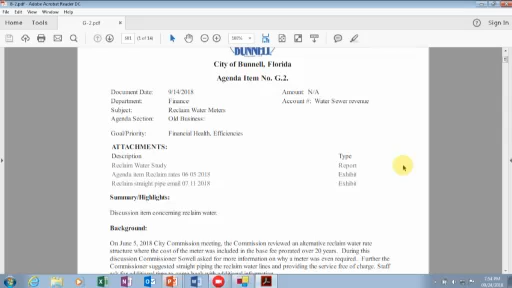 G-2.pdf - Adobe Acrobat Reader DC
File Edit View Window Help
Home Tools G-2.pdf × Sign In
BUNNELL
City of Bunnell, Florida
Agenda Item No. G.2.
Document Date: 9/14/2018 Amount: N/A
Department: Finance Account #: Water Sewer revenue
Subject: Reclaim Water Meters
Agenda Section: Old Business:
Goal/Priority: Financial Health, Efficiencies
ATTACHMENTS:
Description Type
Reclaim Water Study Report
Agenda item Reclaim rates 06 05 2018 Exhibit
Reclaim straight pipe email 07 11 2018 Exhibit
Summary/Highlights:
Discussion item concerning reclaim water.
Background:
On June 5, 2018 City Commission meeting, the Commission reviewed an alternative reclaim water rate
structure where the cost of the meter was included in the base fee prorated over 20 years. During this
discussion Commissioner Sowell asked for more information on why a meter was even required. Further the
Commissioner suggested straight piping the reclaim water lines and providing the service free of charge. Staff